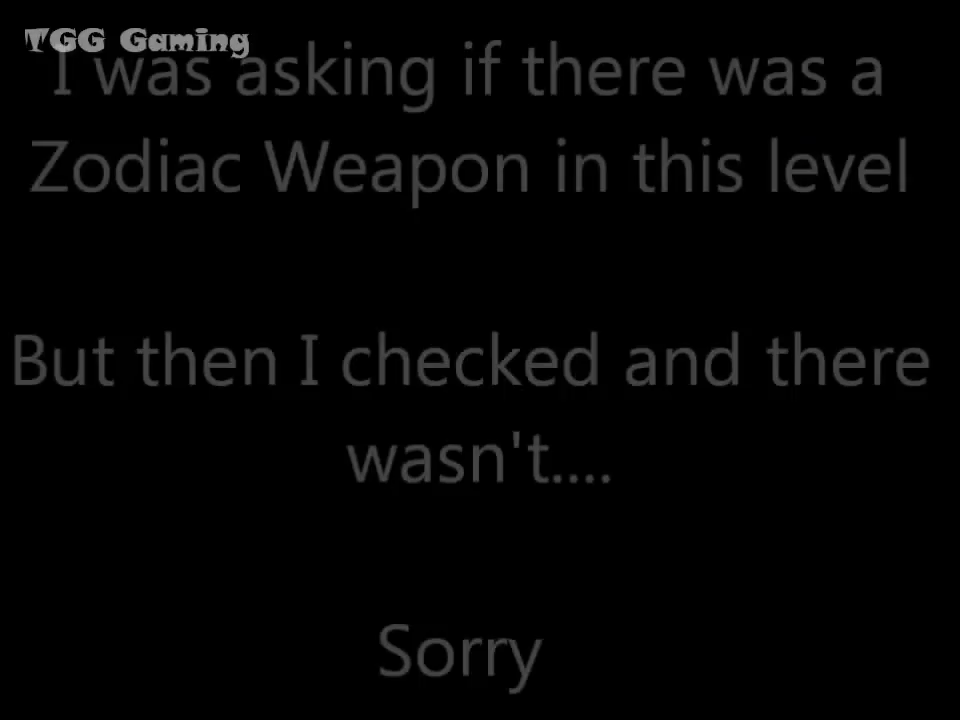 TGG Gaming
I was asking if there was a
Zodiac Weapon in this level
But then I checked and there
wasn't....
Sorry